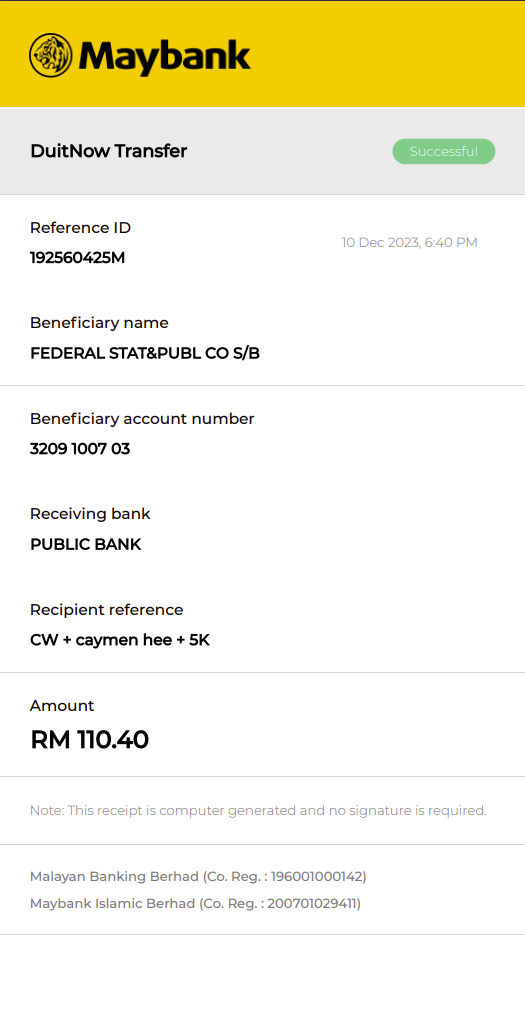 Maybank
DuitNow Transfer
Successful
Reference ID
192560425M
10 Dec 2023, 6:40 PM
Beneficiary name
FEDERAL STAT&PUBL CO S/B
Beneficiary account number
3209 1007 03
Receiving bank
PUBLIC BANK
Recipient reference
CW + caymen hee + 5K
Amount
RM 110.40
Note: This receipt is computer generated and no signature is required.
Malayan Banking Berhad (Co. Reg. : 196001000142)
Maybank Islamic Berhad (Co. Reg. : 200701029411)